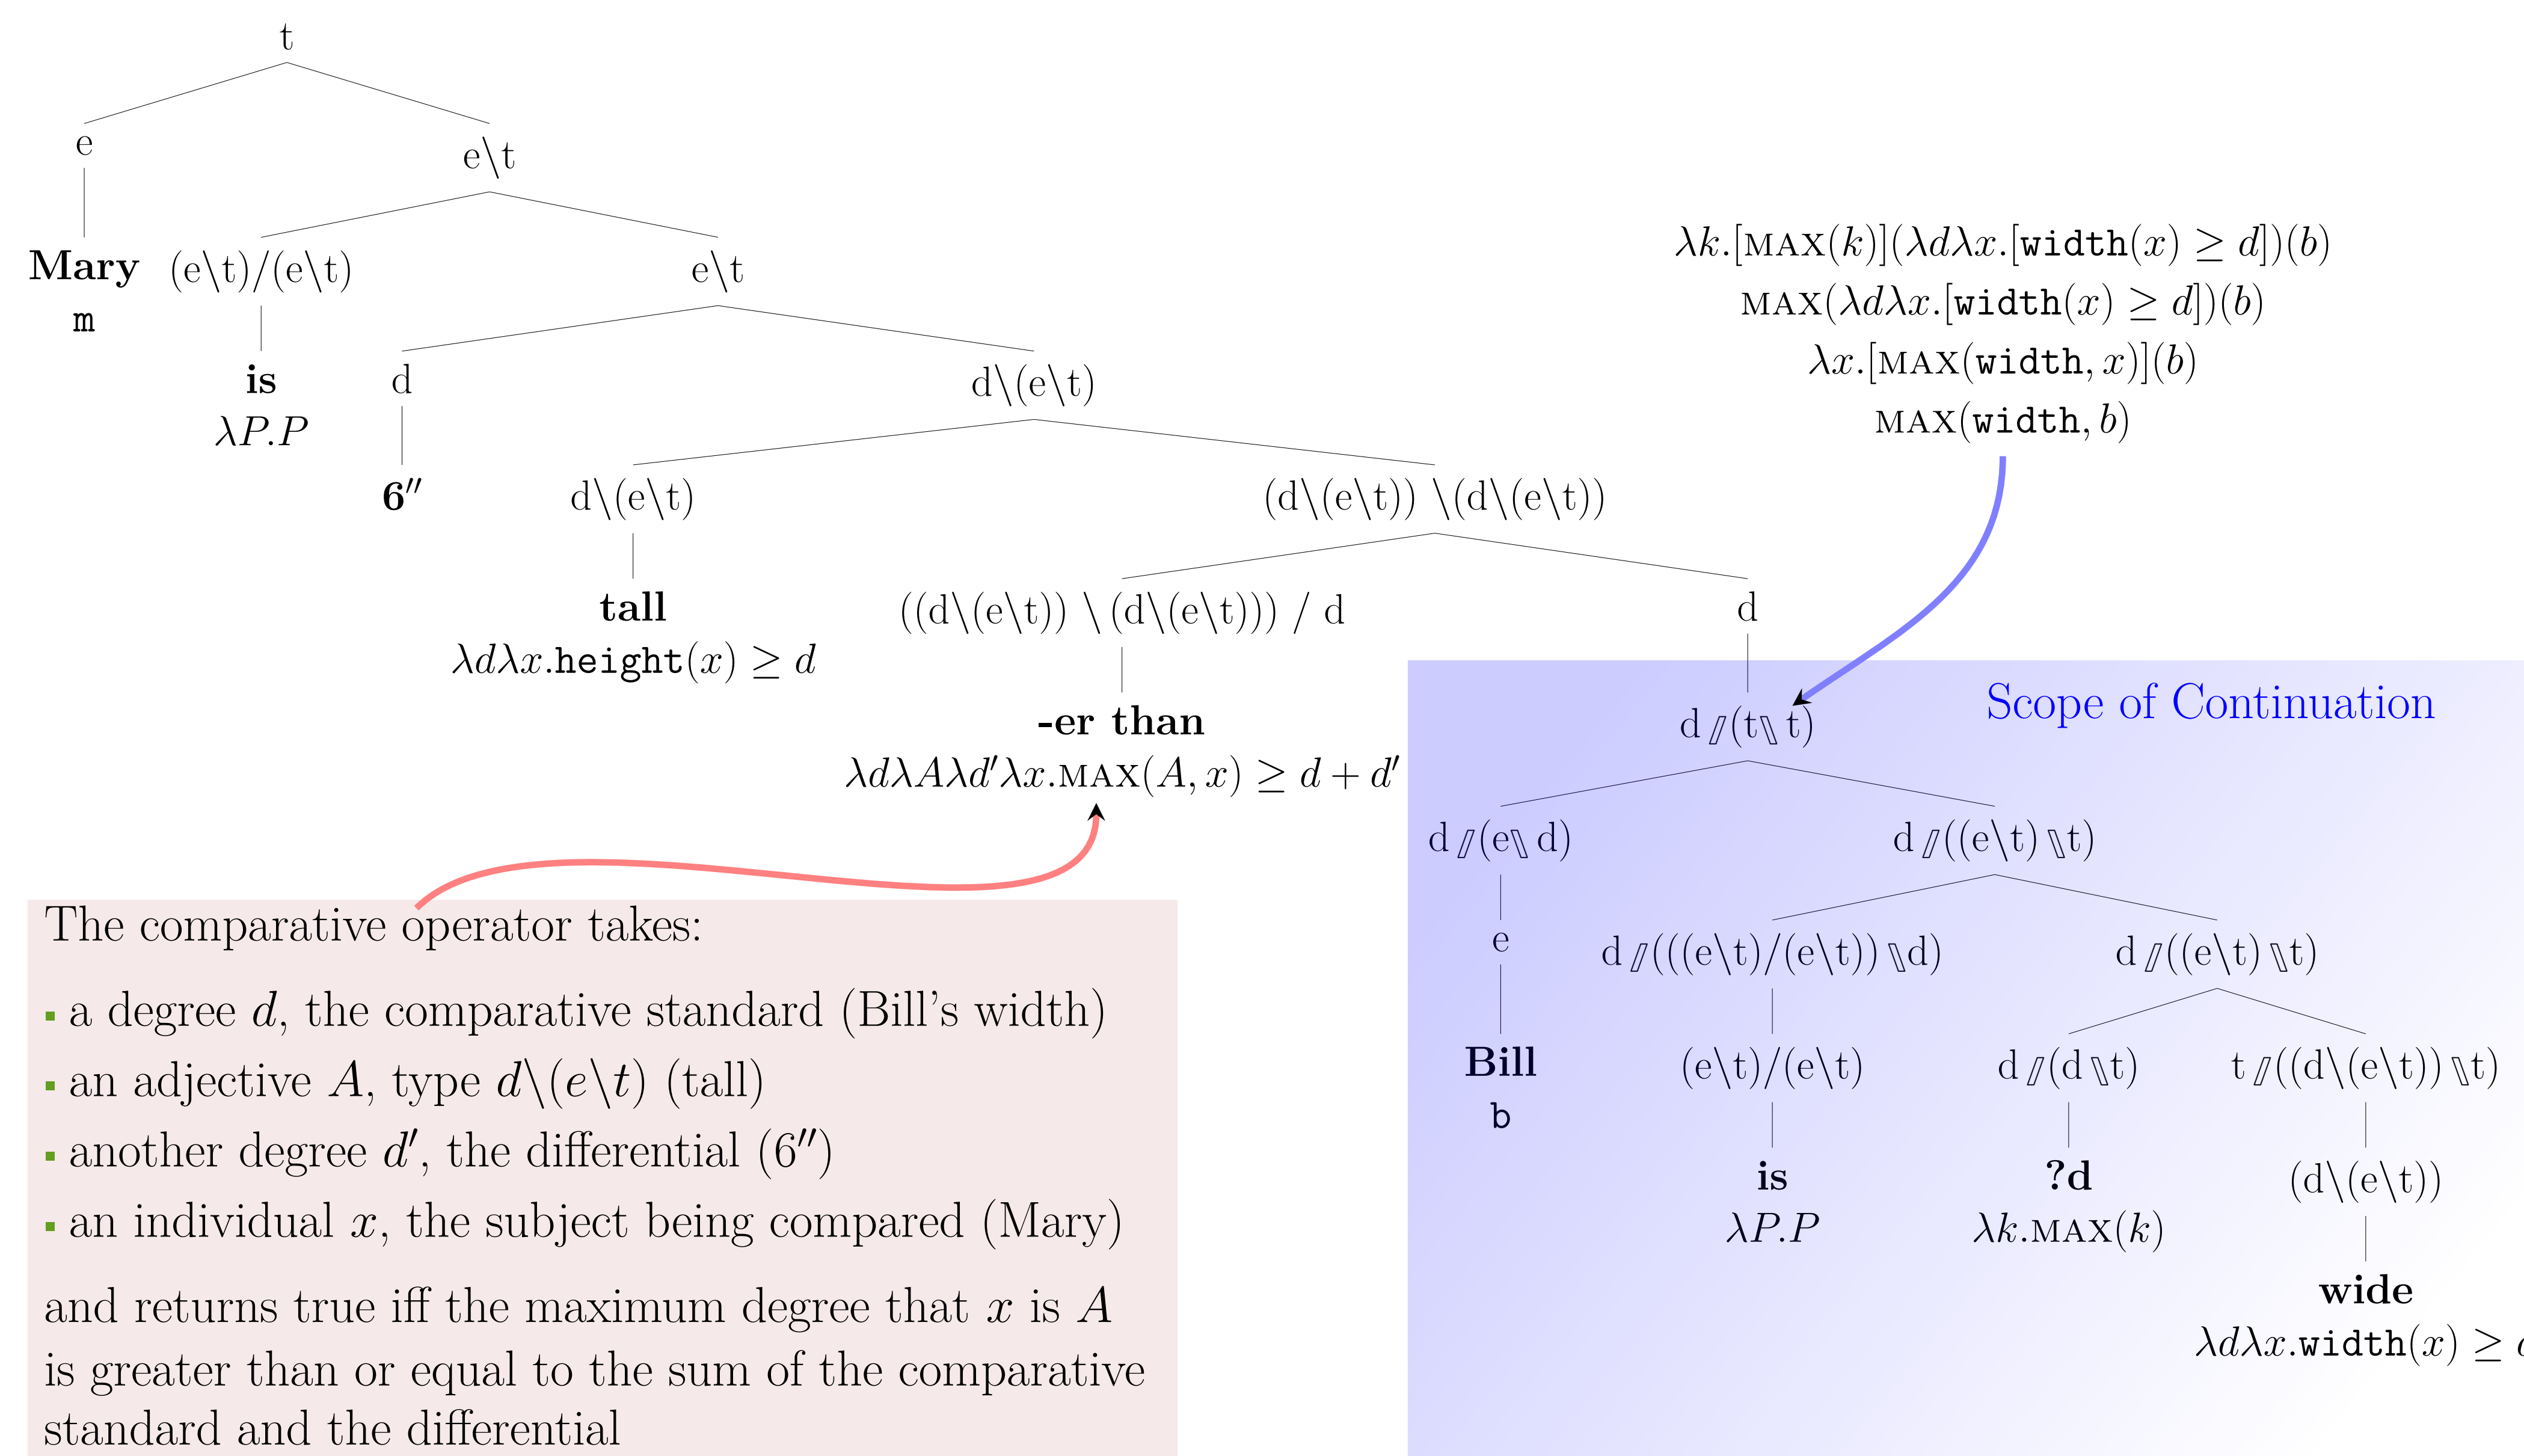 t
e
e\t
Mary
m
(e\t)/(e\t)
e\t
is
λP.P
d
d\(e\t)
6″
d\(e\t)
(d\(e\t)) \(d\(e\t))
tall
λdλx.height(x) ≥ d
((d\(e\t)) \ (d\(e\t))) / d
d
-er than
λdλAλd′λx.MAX(A, x) ≥ d + d′
λk.[MAX(k)](λdλx.[width(x) ≥ d])(b)
MAX(λdλx.[width(x) ≥ d])(b)
λx.[MAX(width, x)](b)
MAX(width, b)
Scope of Continuation
d⫽(t⑊t)
d⫽(e⑊d)
d⫽((e\t)⑊t)
e
d⫽(((e\t)/(e\t))⑊d)
d⫽((e\t)⑊t)
Bill
b
(e\t)/(e\t)
d⫽(d⑊t)
t⫽((d\(e\t))⑊t)
is
λP.P
?d
λk.MAX(k)
(d\(e\t))
wide
λdλx.width(x) ≥
The comparative operator takes:
▪ a degree d, the comparative standard (Bill's width)
▪ an adjective A, type d\(e\t) (tall)
▪ another degree d′, the differential (6″)
▪ an individual x, the subject being compared (Mary)
and returns true iff the maximum degree that x is A
is greater than or equal to the sum of the comparative
standard and the differential